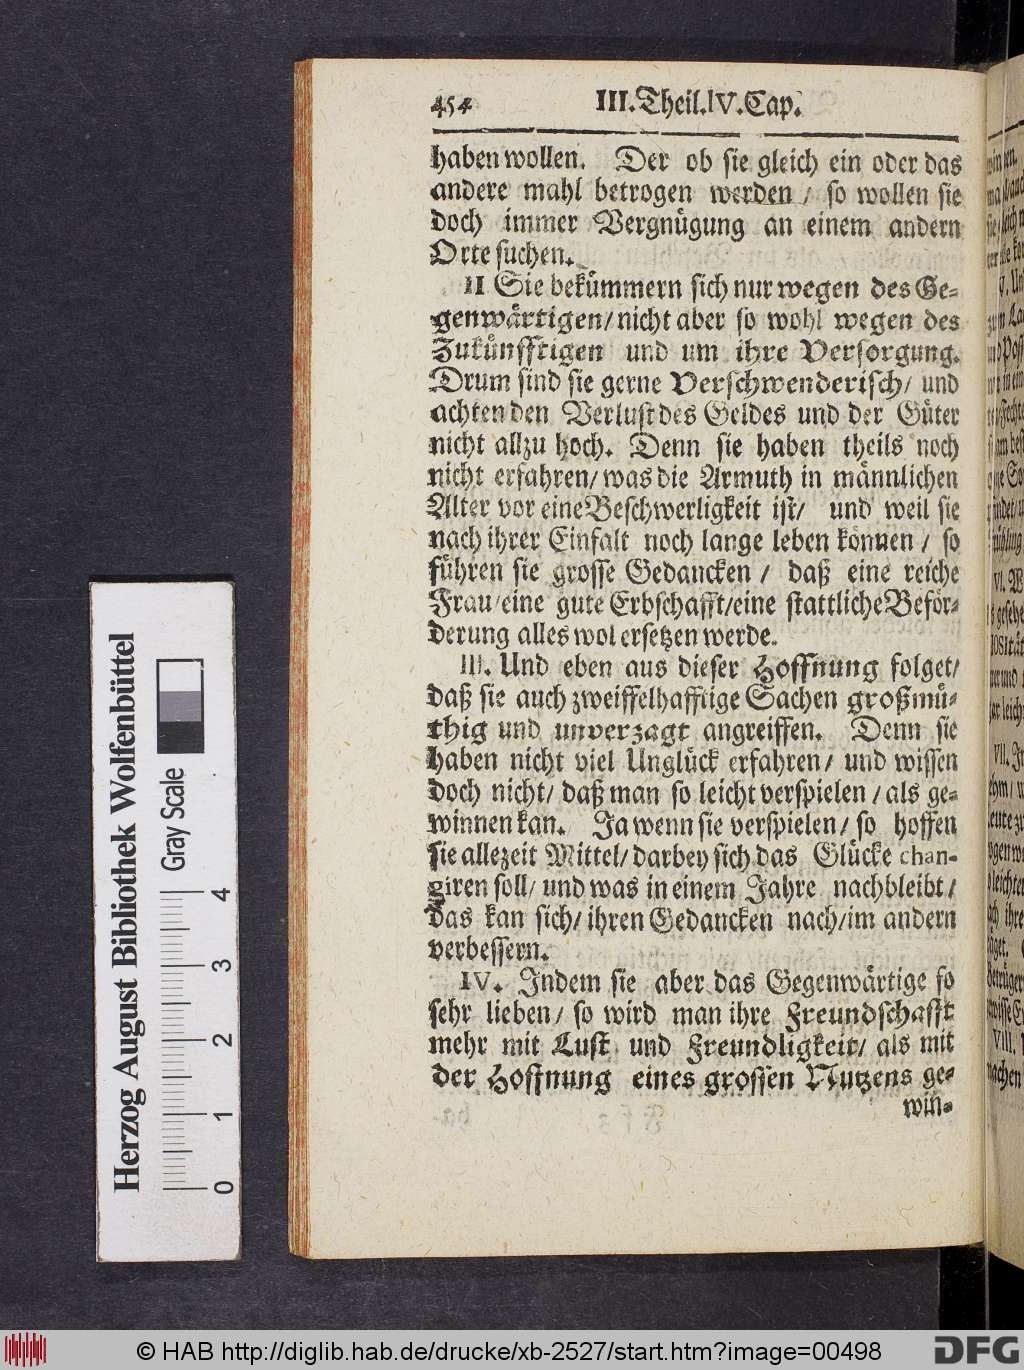 454 III.Theil.IV.Cap.
haben wollen. Der ob sie gleich ein oder das
andere mahl betrogen werden / so wollen sie
doch immer Vergnügung an einem andern
Orte suchen.
II Sie bekümmern sich nur wegen des Ge-
genwärtigen/ nicht aber so wohl wegen des
Zukünfftigen und um ihre Versorgung.
Drum sind sie gerne Verschwenderisch/ und
achten den Verlust des Geldes und der Güter
nicht allzu hoch. Denn sie haben theils noch
nicht erfahren/ was die Armuth in männlichen
Alter vor eine Beschwerligkeit ist/ und weil sie
nach ihrer Einfalt noch lange leben können / so
führen sie grosse Gedancken / daß eine reiche
Frau/eine gute Erbschafft/eine stattliche Beför-
derung alles wol ersetzen werde.
III. Und eben aus dieser Hoffnung folget/
daß sie auch zweiffelhafftige Sachen großmü-
thig und unverzagt angreiffen. Denn sie
haben nicht viel Unglück erfahren/ und wissen
doch nicht/ daß man so leicht verspielen / als ge-
winnen kan. Ja wenn sie verspielen/ so hoffen
sie allezeit Mittel/ darbey sich das Glücke chan-
giren soll/ und was in einem Jahre nachbleibt/
das kan sich/ ihren Gedancken nach/im andern
verbessern.
IV. Indem sie aber das Gegenwärtige so
sehr lieben/ so wird man ihre Freundschafft
mehr mit Lust und Freundligkeit/ als mit
der Hoffnung eines grossen Nutzens ge-
win-
Herzog August Bibliothek Wolfenbüttel
Gray Scale
0 1 2 3 4
© HAB http://diglib.hab.de/drucke/xb-2527/start.htm?image=00498
DFG